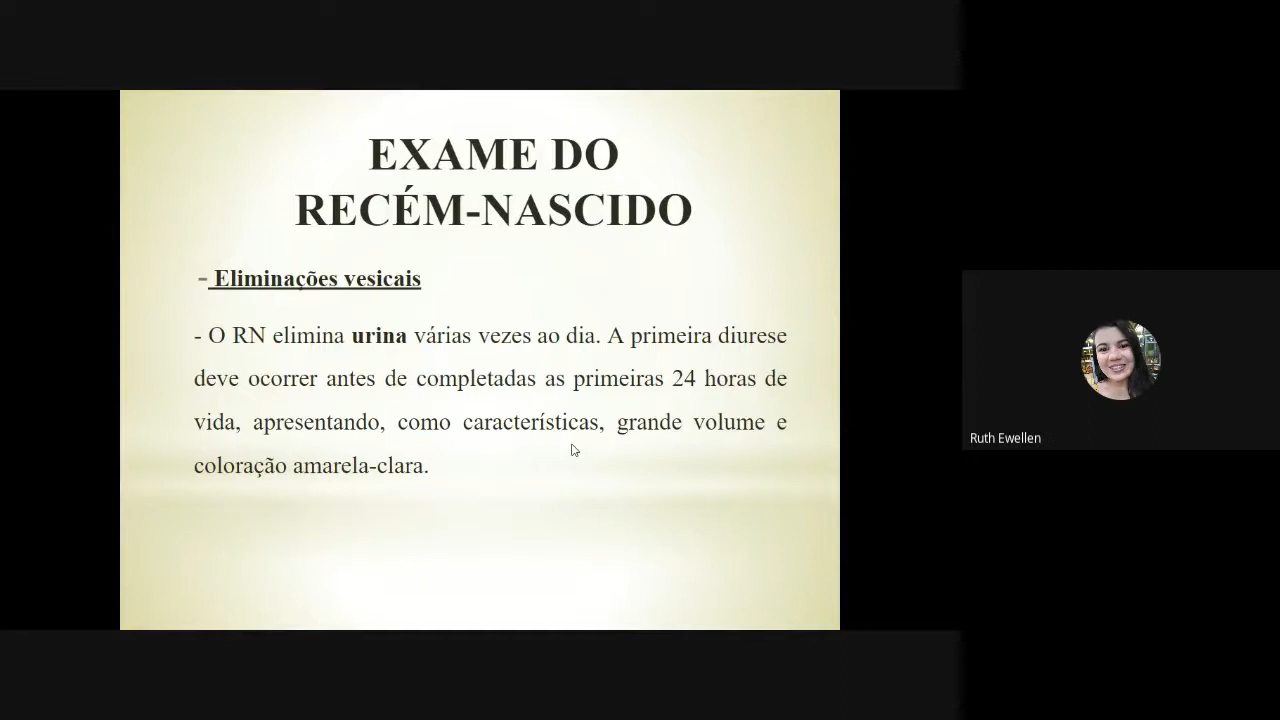 EXAME DO
RECÉM-NASCIDO
- Eliminações vesicais
- O RN elimina urina várias vezes ao dia. A primeira diurese
deve ocorrer antes de completadas as primeiras 24 horas de
vida, apresentando, como características, grande volume e
coloração amarela-clara.
Ruth Ewellen